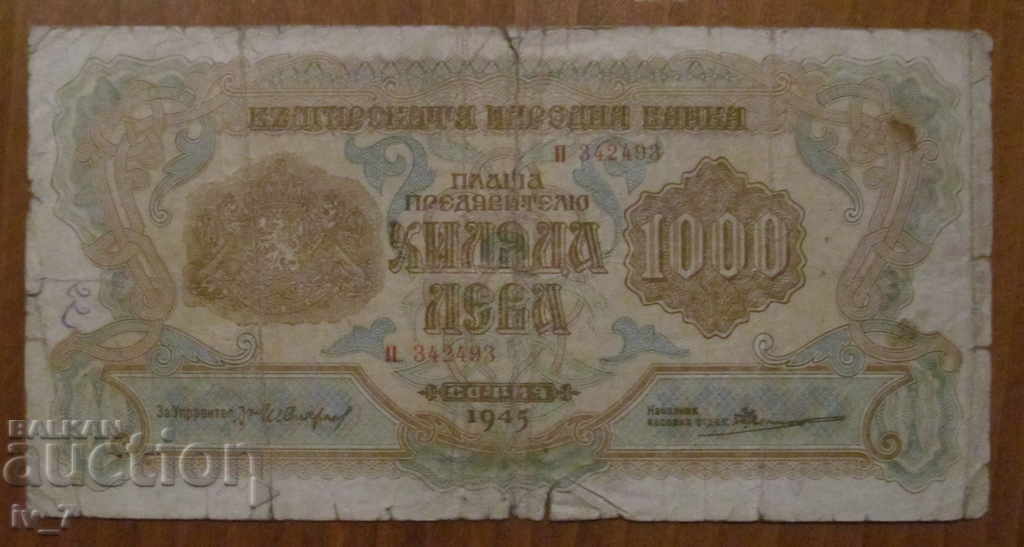 БЪЛГАРСКАТА НАРОДНА БАНКА
П 342493
ПЛАЩА
ПРЕДЯВИТЕЛЮ
ХИЛЯДА
ЛЕВА
1000
П 342493
СОФИЯ
1945
За Управител:
Началник
касовия отдел:
BALKAN
auction
iv_7